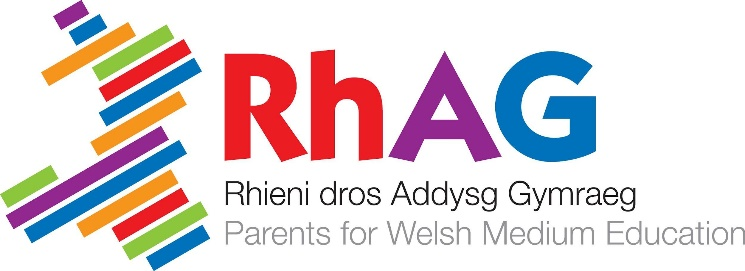 RhAG
Rhieni dros Addysg Gymraeg
Parents for Welsh Medium Education